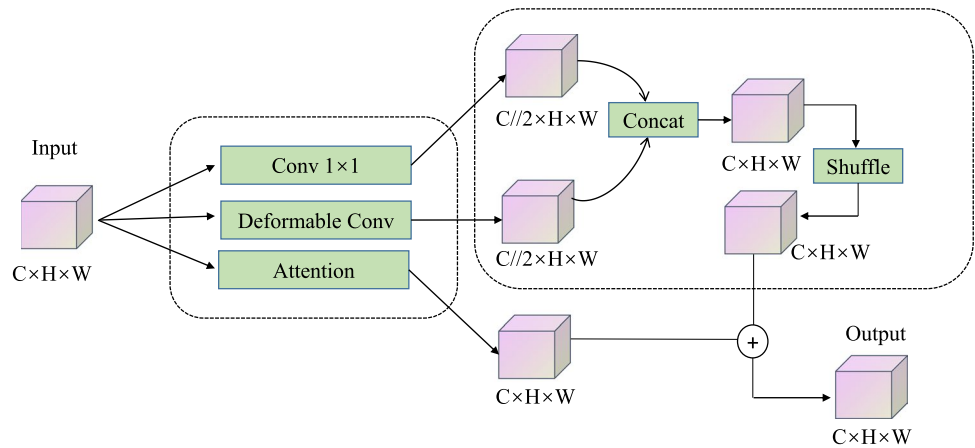 Input
C×H×W
Conv 1×1
Deformable Conv
Attention
C//2×H×W
C//2×H×W
Concat
C×H×W
Shuffle
C×H×W
C×H×W
+
Output
C×H×W